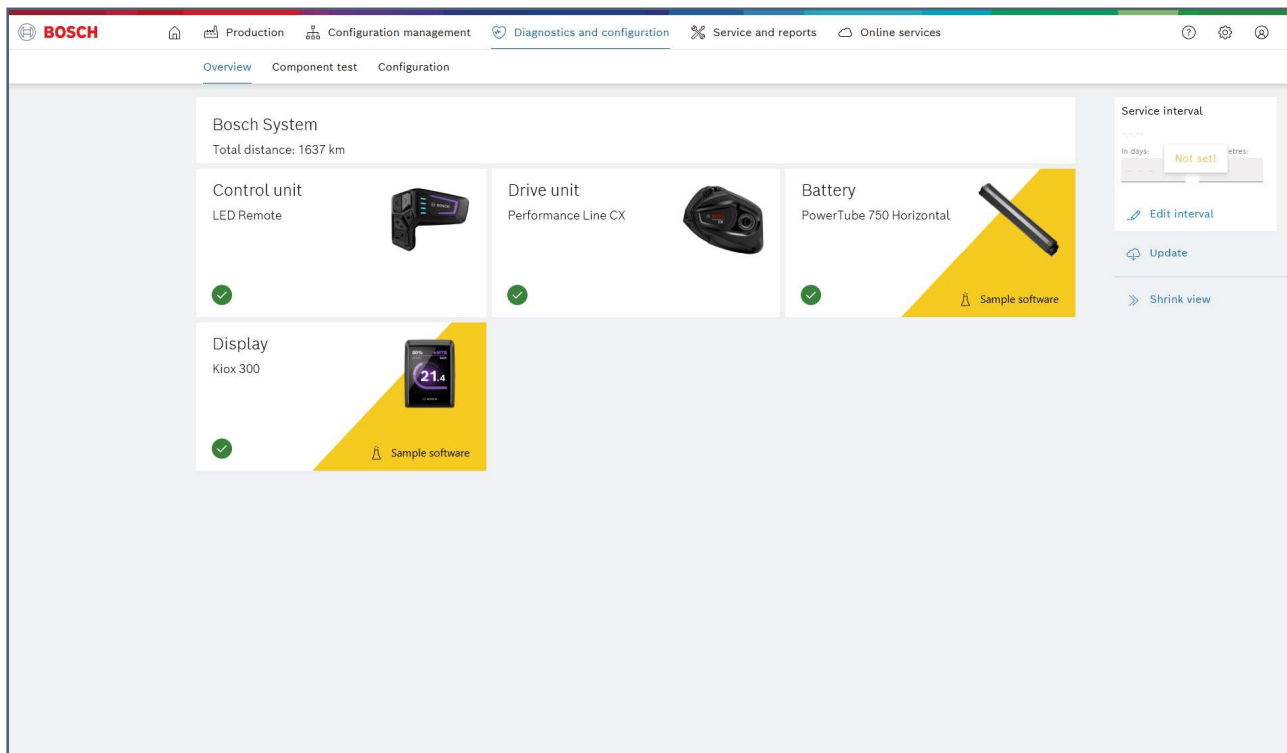 BOSCH
Production
Configuration management
Diagnostics and configuration
Service and reports
Online services
Overview
Component test
Configuration
Bosch System
Total distance: 1637 km
Service interval
In days:
Not set!
Edit interval
Update
Shrink view
Control unit
LED Remote
Drive unit
Performance Line CX
Battery
PowerTube 750 Horizontal
Sample software
Display
Kiox 300
21.4
BOSCH
Sample software